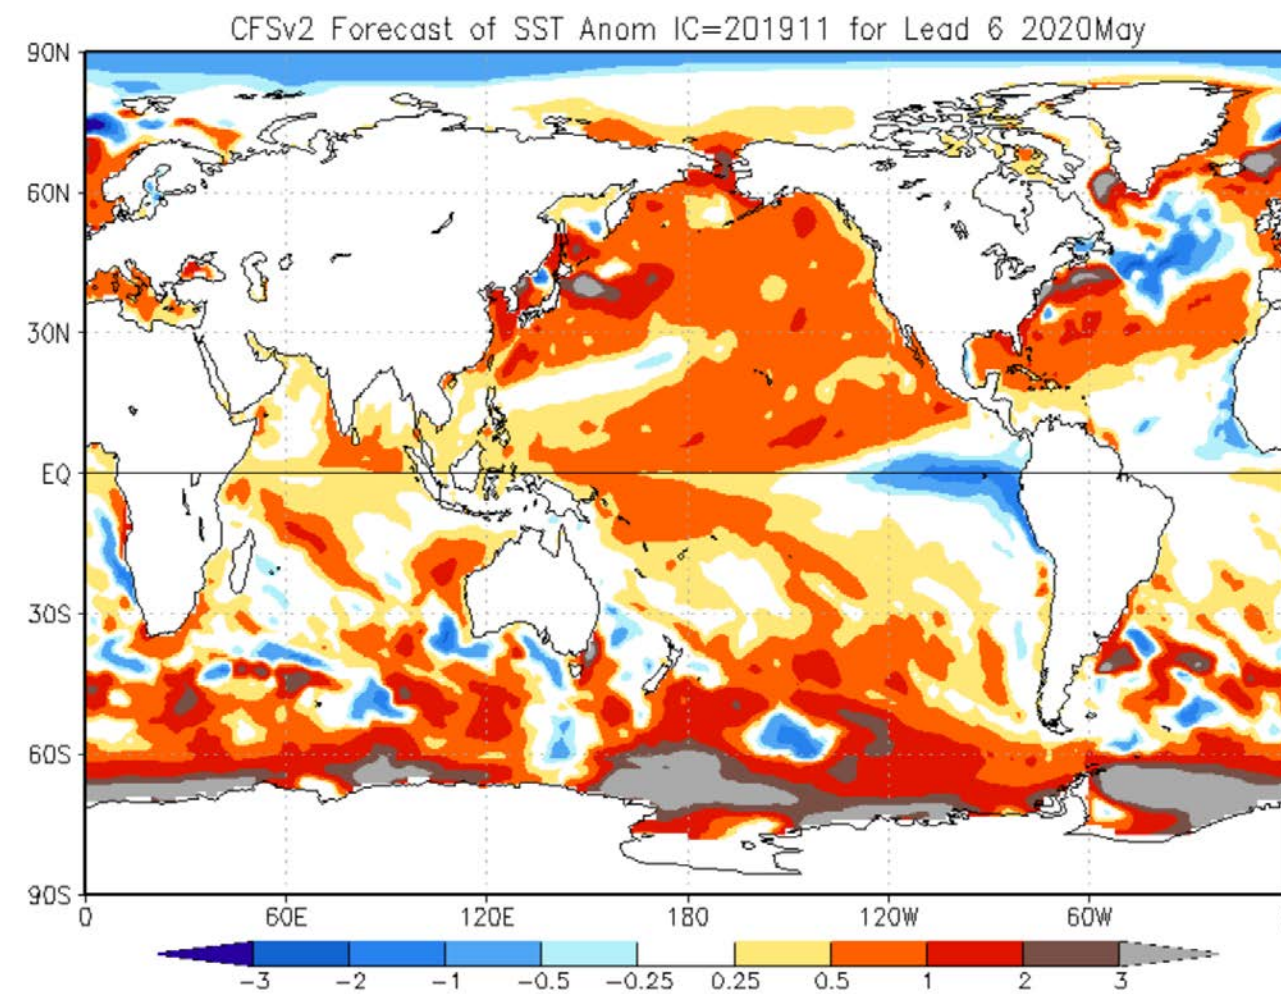 CFSv2 Forecast of SST Anom IC=201911 for Lead 6 2020May
90N
60N
30N
EQ
30S
60S
90S
0 60E 120E 180 120W 60W
-3 -2 -1 -0.5 -0.25 0.25 0.5 1 2 3